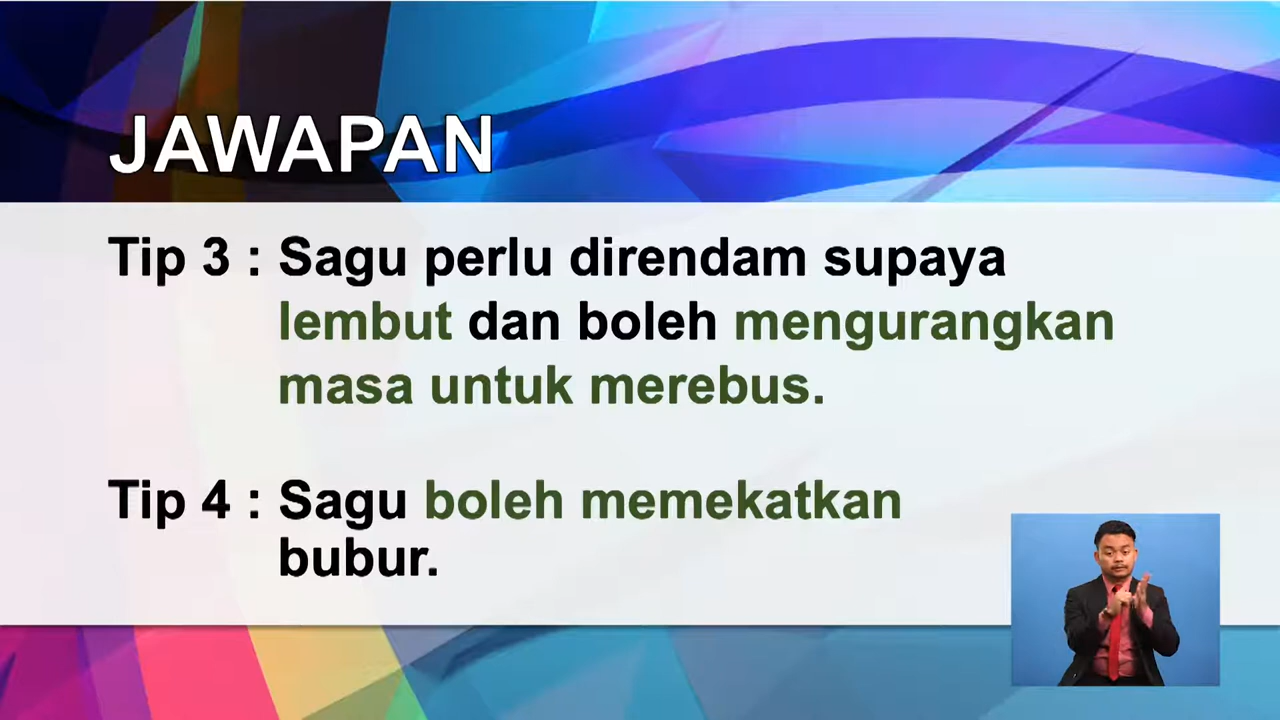 JAWAPAN
Tip 3 : Sagu perlu direndam supaya
lembut dan boleh mengurangkan
masa untuk merebus.
Tip 4 : Sagu boleh memekatkan
bubur.